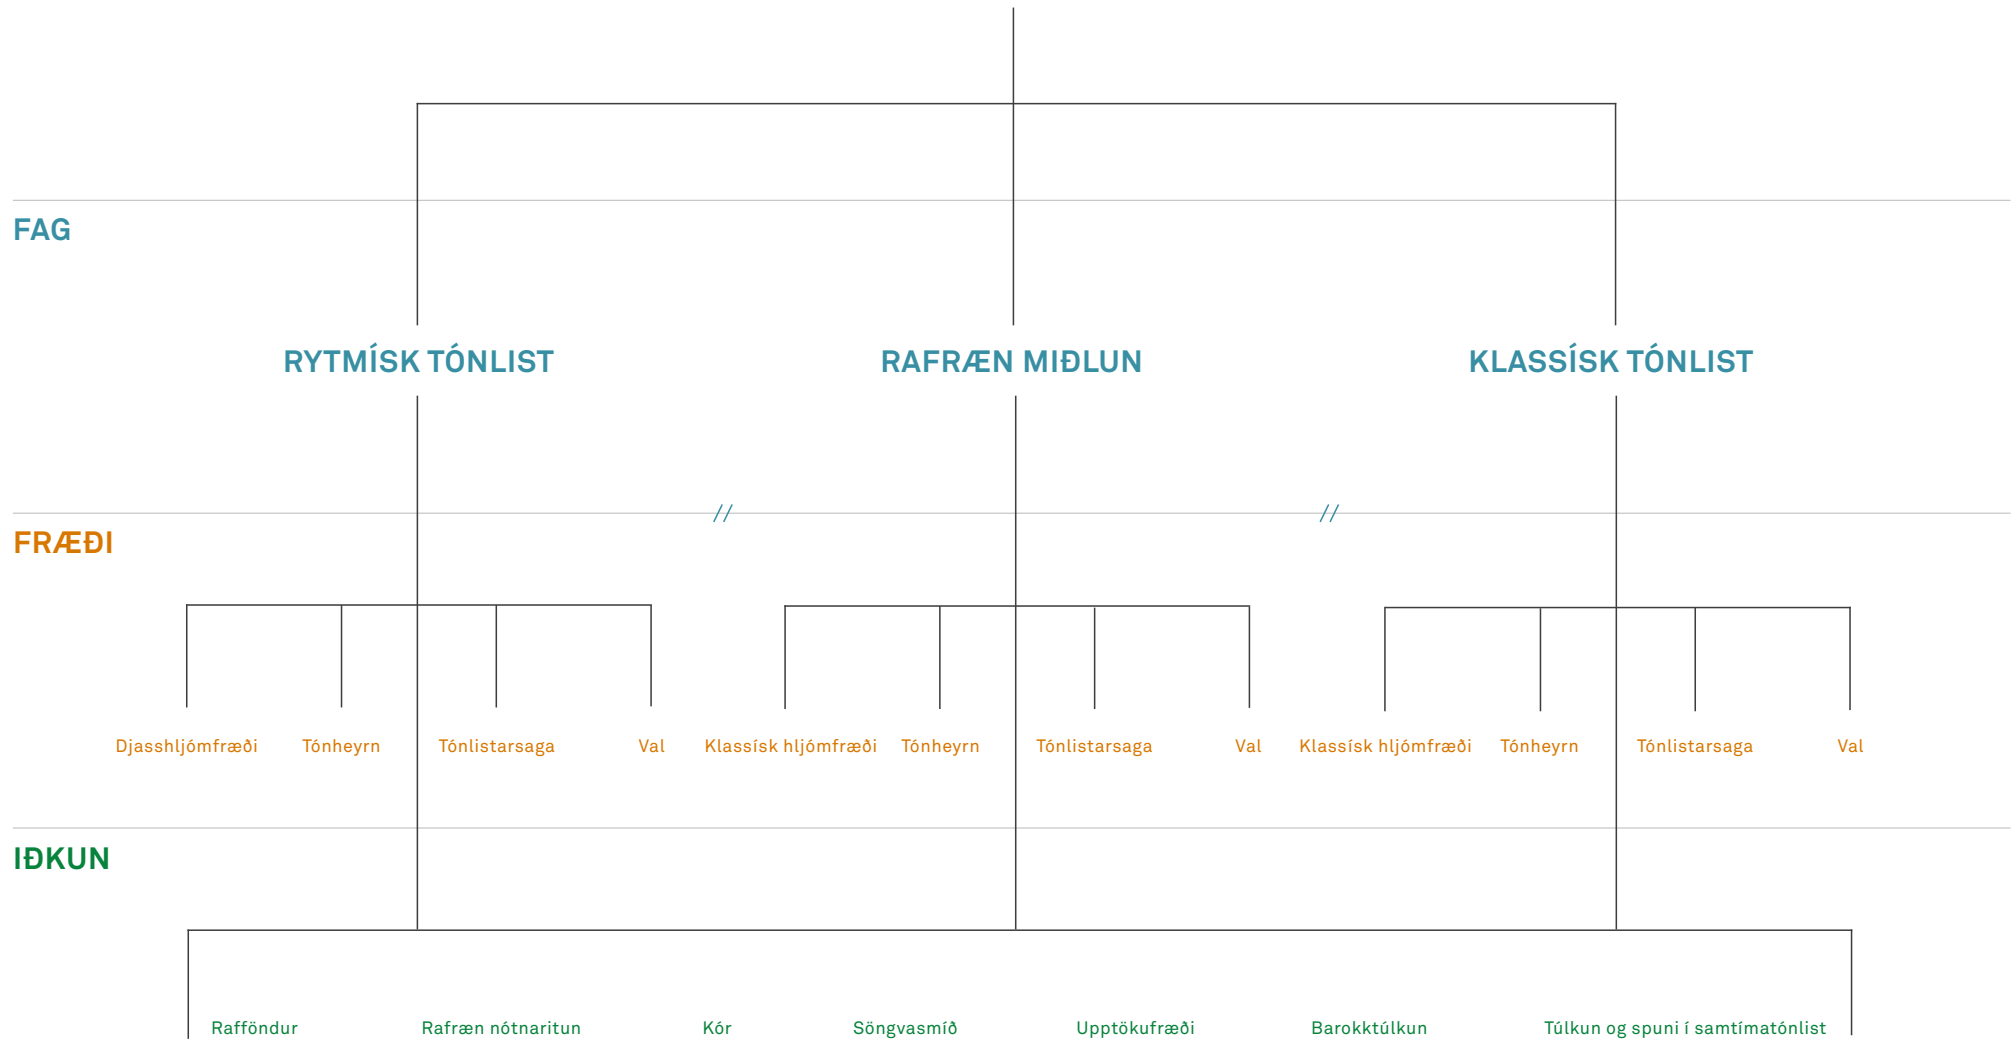 FAG
RYTMÍSK TÓNLIST RAFRÆN MIÐLUN KLASSÍSK TÓNLIST
// //
FRÆÐI
Djasshljómfræði Tónheyrn Tónlistarsaga Val Klassísk hljómfræði Tónheyrn Tónlistarsaga Val Klassísk hljómfræði Tónheyrn Tónlistarsaga Val
IÐKUN
Rafföndur Rafræn nótnaritun Kór Söngvasmíð Upptökufræði Barokktúlkun Túlkun og spuni í samtímatónlist